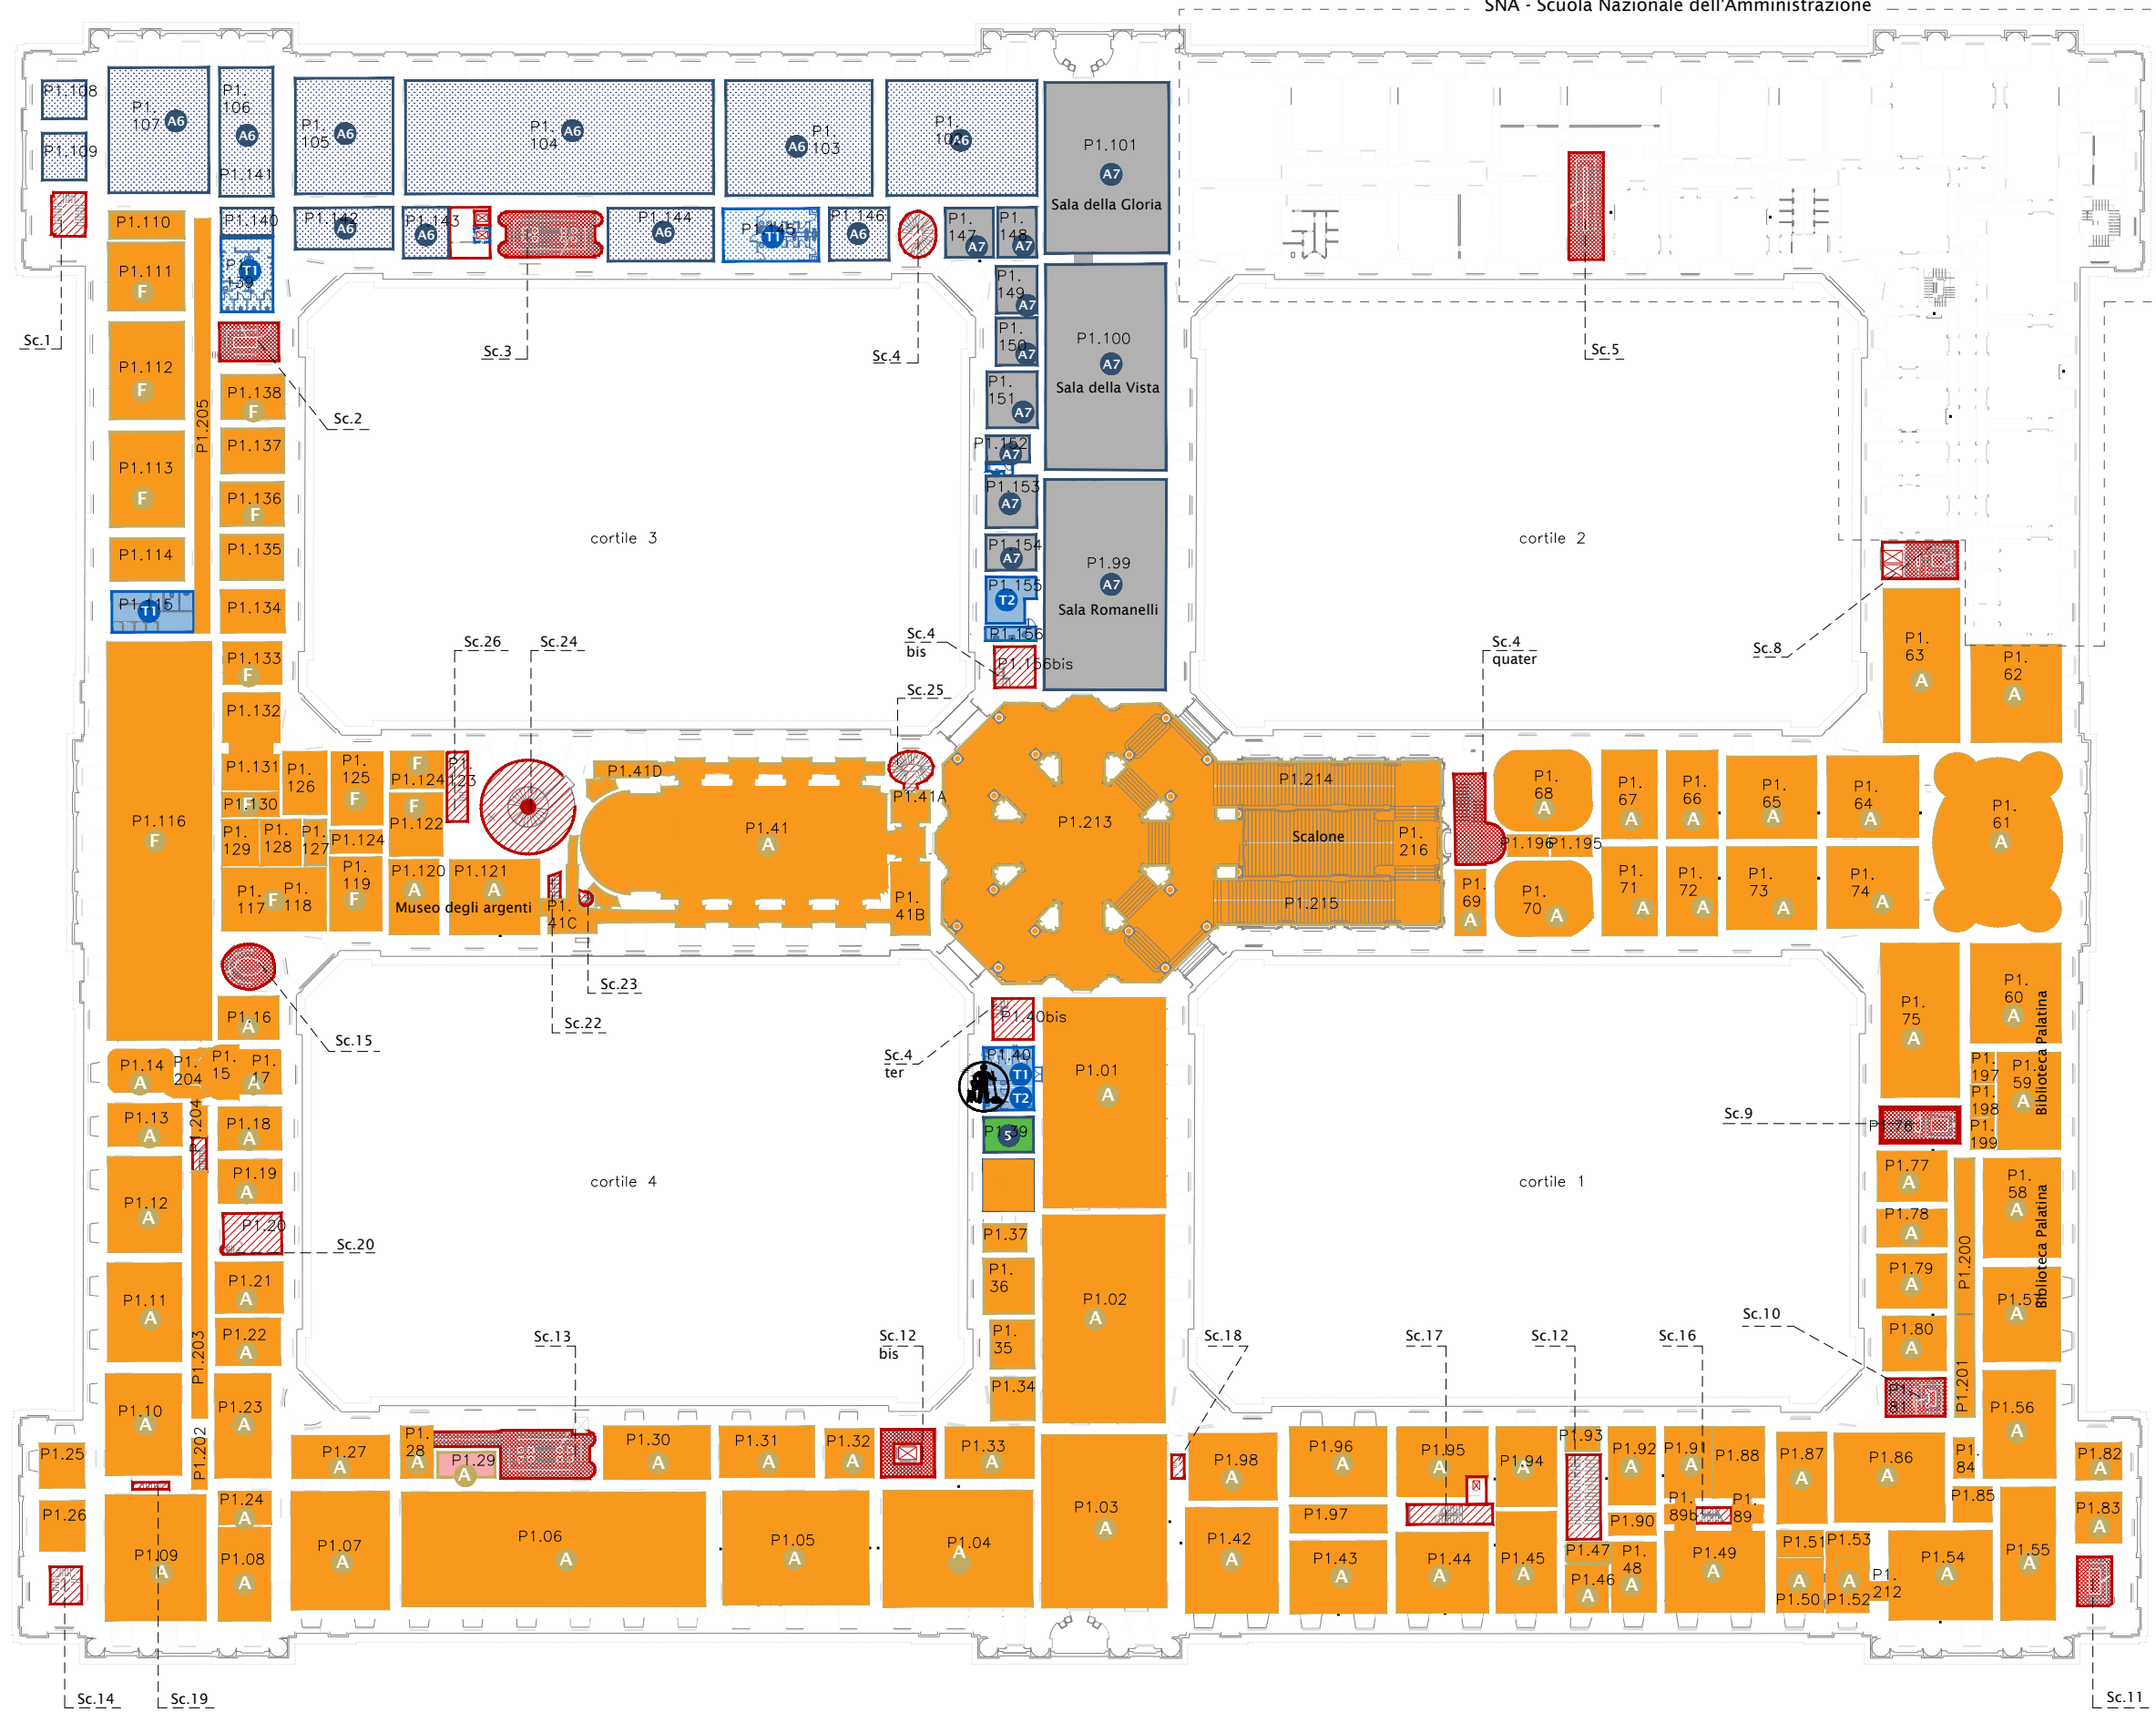 SNA - Scuola Nazionale dell'Amministrazione
P1.108
P1.
107
A6
P1.
106
A6
P1.
105
A6
P1.
104
A6
P1.
103
A6
A6
P1.101
A7
Sala della Gloria
P1.109
P1.141
P1.110
P1.140
P1.142
A6
P1.143
A6
P1.144
A6
P1.145
T1
P1.146
A6
P1.
147
A7
P1.
148
A7
P1.111
F
T1
P1.
149
A7
P1.
150
A7
P1.100
A7
Sala della Vista
Sc.1
Sc.3
Sc.4
Sc.5
Sc.2
P1.112
F
P1.205
P1.138
F
P1.
151
A7
P1.137
P1.152
A7
P1.113
F
P1.136
F
P1.153
A7
P1.114
P1.135
cortile 3
P1.154
A7
P1.99
A7
Sala Romanelli
cortile 2
P1.115
T1
P1.134
P1.155
T2
P1.156
P1.156bis
Sc.26
Sc.24
Sc.4
bis
Sc.25
Sc.4
quater
Sc.8
P1.
63
A
P1.
62
A
P1.133
F
P1.132
P1.131
P1.
126
P1.
125
F
F
P1.124
P1.
123
P1.41D
P1.41A
P1.130
F
P1.122
P1.
129
P1.
128
P1.
127
P1.124
P1.116
F
P1.41
A
P1.213
P1.214
Scalone
P1.
216
P1.215
P1.
68
A
P1.
67
A
P1.
66
A
P1.
65
A
P1.
64
A
P1.
61
A
P1.196
P1.195
P1.
117
F
P1.
118
P1.
119
F
P1.120
A
P1.121
A
Museo degli argenti
P1.
41C
P1.
41B
P1.
69
A
P1.
70
A
P1.
71
A
P1.
72
A
P1.
73
A
P1.
74
A
Sc.23
Sc.22
Sc.15
P1.16
A
P1.40bis
Sc.4
ter
P1.40
T1
T2
P1.01
A
P1.
75
A
P1.
60
A
Biblioteca Palatina
P1.14
A
P1.
204
P1.
15
P1.
17
A
P1.
197
P1.
198
P1.
199
P1.
59
A
P1.13
A
P1.204
P1.18
A
P1.39
5
Sc.9
P1.76
P1.12
A
P1.19
A
P1.20
Sc.20
cortile 4
cortile 1
P1.77
A
P1.78
A
P1.79
A
P1.80
A
P1.200
P1.201
P1.
58
A
Biblioteca Palatina
P1.57
A
P1.37
P1.
36
P1.
35
P1.34
P1.02
A
P1.11
A
P1.21
A
P1.22
A
P1.203
Sc.13
Sc.12
bis
Sc.18
Sc.17
Sc.12
Sc.16
Sc.10
P1.
81
P1.56
A
P1.10
A
P1.23
A
P1.202
P1.25
P1.27
A
P1.
28
A
P1.29
A
P1.30
A
P1.31
A
P1.32
A
P1.33
A
P1.98
A
P1.96
A
P1.95
A
P1.94
A
P1.93
P1.92
A
P1.91
A
P1.88
P1.87
A
P1.86
A
P1.
84
P1.82
A
P1.85
P1.83
A
P1.26
P1.24
A
P1.03
A
P1.97
P1.90
P1.
89b
P1.
89
P1.09
A
P1.08
A
P1.07
A
P1.06
A
P1.05
A
P1.04
A
P1.42
A
P1.43
A
P1.44
A
P1.45
A
P1.47
P1.46
A
P1.
48
A
P1.49
A
P1.51
A
P1.50
P1.53
A
P1.52
P1.
212
P1.54
A
P1.55
A
Sc.14
Sc.19
Sc.11